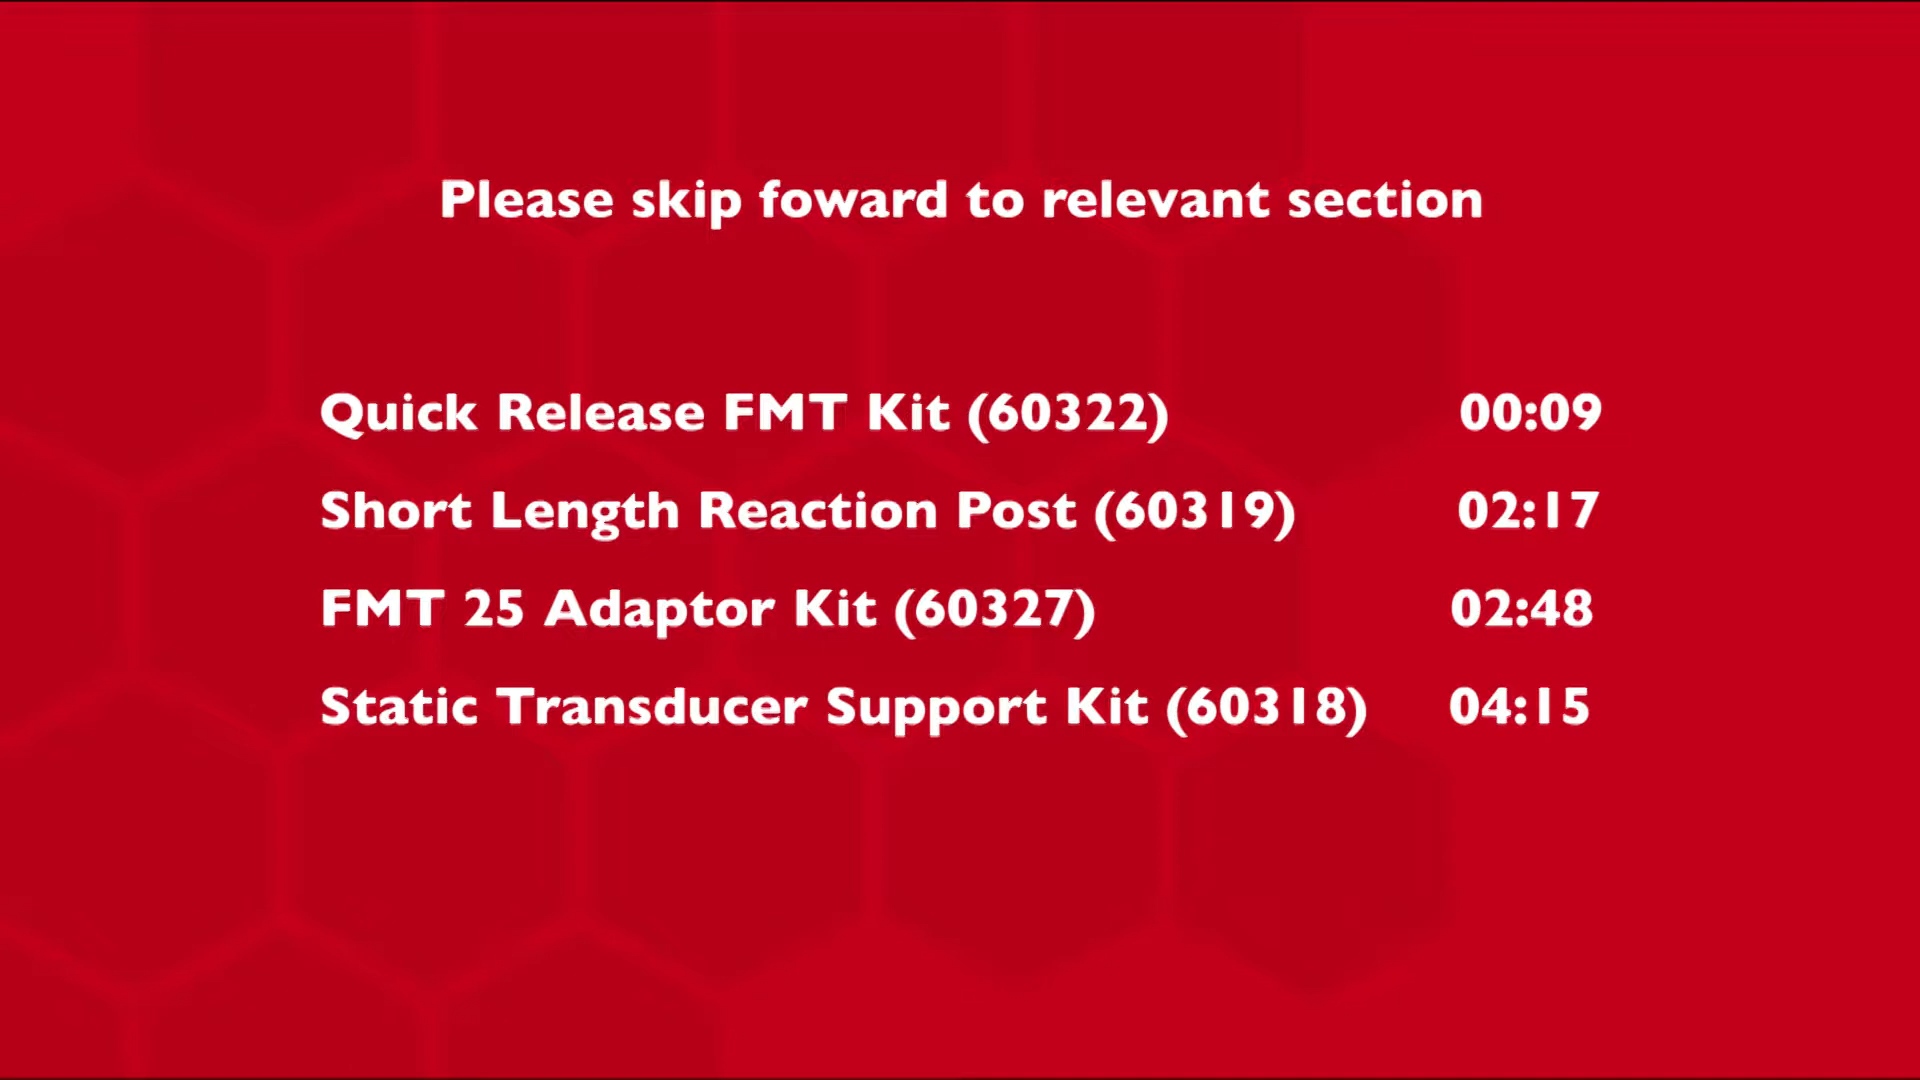 Please skip foward to relevant section
Quick Release FMT Kit (60322) 00:09
Short Length Reaction Post (60319) 02:17
FMT 25 Adaptor Kit (60327) 02:48
Static Transducer Support Kit (60318) 04:15